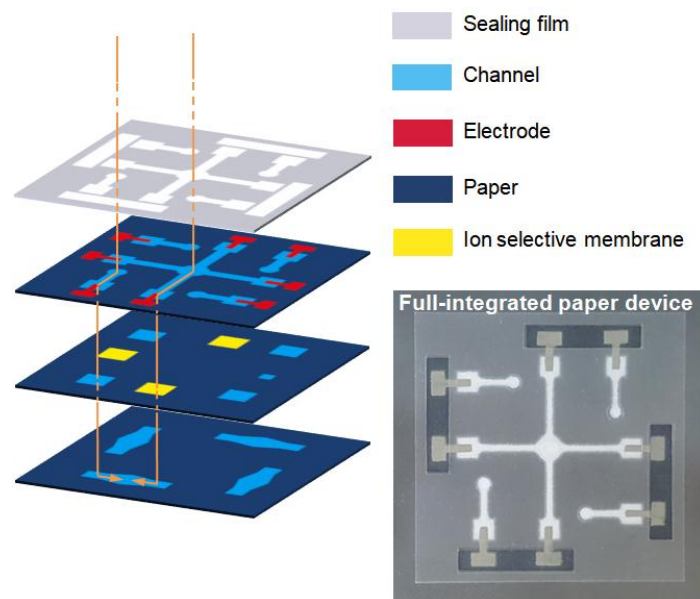 Sealing film
Channel
Electrode
Paper
Ion selective membrane
Full-integrated paper device